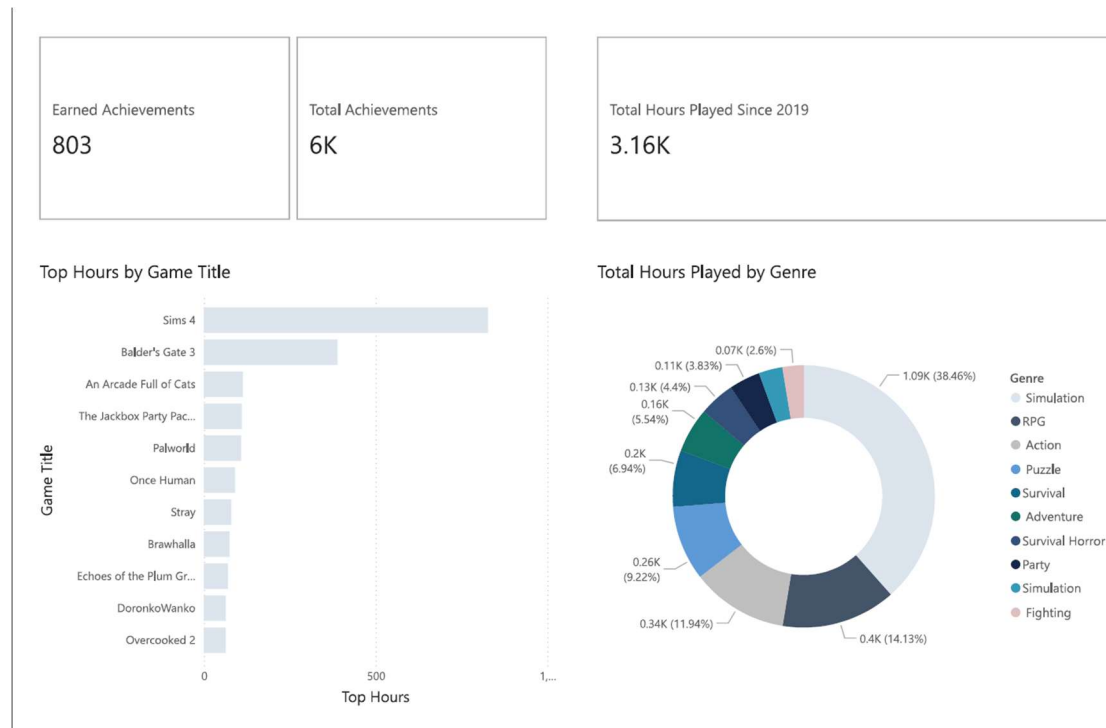 Earned Achievements
803
Total Achievements
6K
Total Hours Played Since 2019
3.16K
Top Hours by Game Title
Game Title
Sims 4
Balder's Gate 3
An Arcade Full of Cats
The Jackbox Party Pac...
Palworld
Once Human
Stray
Brawhalla
Echoes of the Plum Gr...
DoronkoWanko
Overcooked 2
0
500
1,...
Top Hours
Total Hours Played by Genre
1.09K (38.46%)
0.4K (14.13%)
0.34K (11.94%)
0.26K
(9.22%)
0.2K
(6.94%)
0.16K
(5.54%)
0.13K (4.4%)
0.11K (3.83%)
0.07K (2.6%)
Genre
Simulation
RPG
Action
Puzzle
Survival
Adventure
Survival Horror
Party
Simulation
Fighting